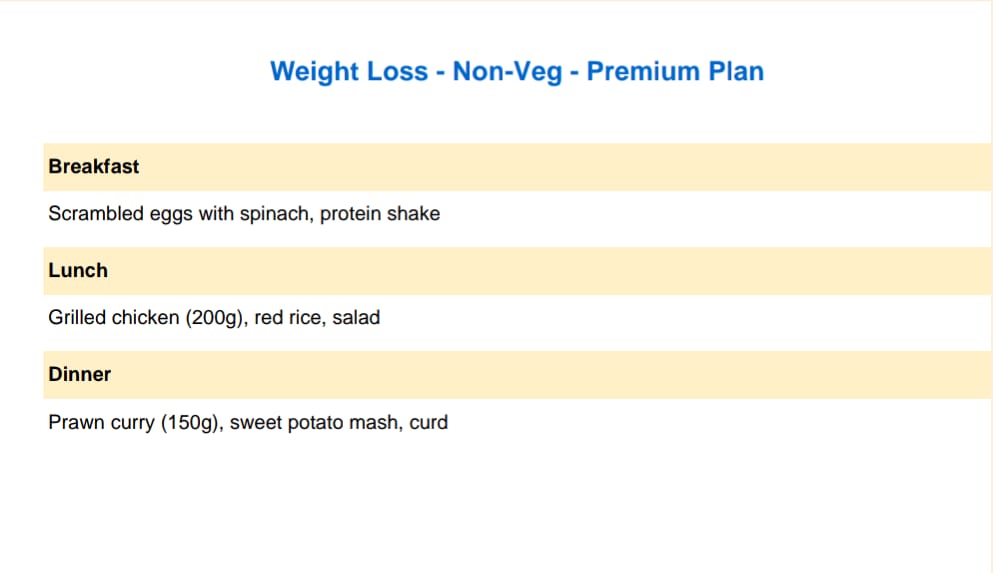 Weight Loss - Non-Veg - Premium Plan
Breakfast
Scrambled eggs with spinach, protein shake
Lunch
Grilled chicken (200g), red rice, salad
Dinner
Prawn curry (150g), sweet potato mash, curd